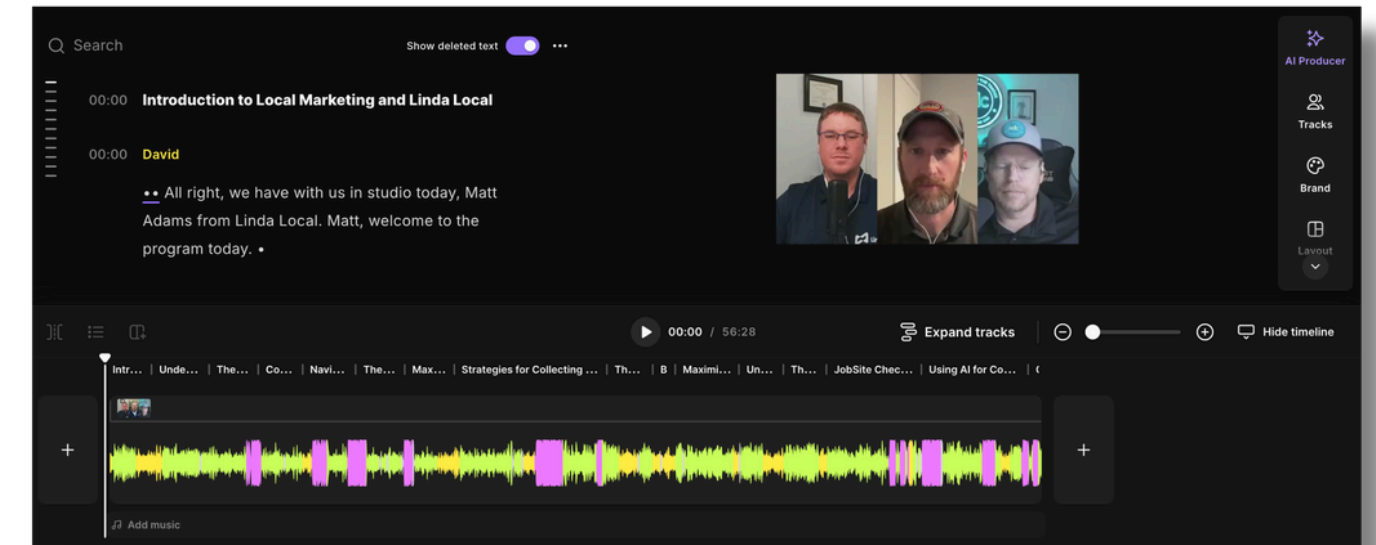 Search
Show deleted text
AI Producer
00:00 Introduction to Local Marketing and Linda Local
Tracks
00:00 David
•• All right, we have with us in studio today, Matt
Adams from Linda Local. Matt, welcome to the
program today. •
Brand
Layout
00:00 / 56:28
Expand tracks
Hide timeline
Intr... | Unde... | The... | Co... | Navi... | The... | Max... | Strategies for Collecting ... | Th... | B | Maximi... | Un... | Th... | JobSite Chec... | Using AI for Co... |
Add music